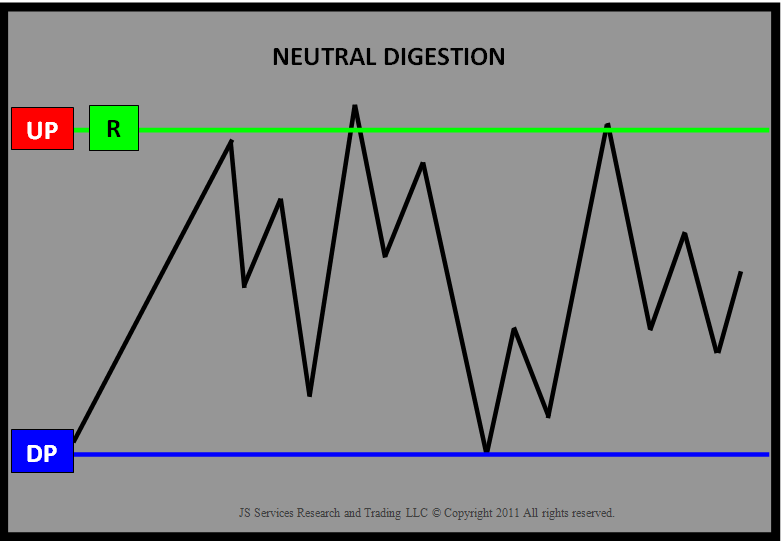 NEUTRAL DIGESTION
UP R
DP
JS Services Research and Trading LLC © Copyright 2011 All rights reserved.